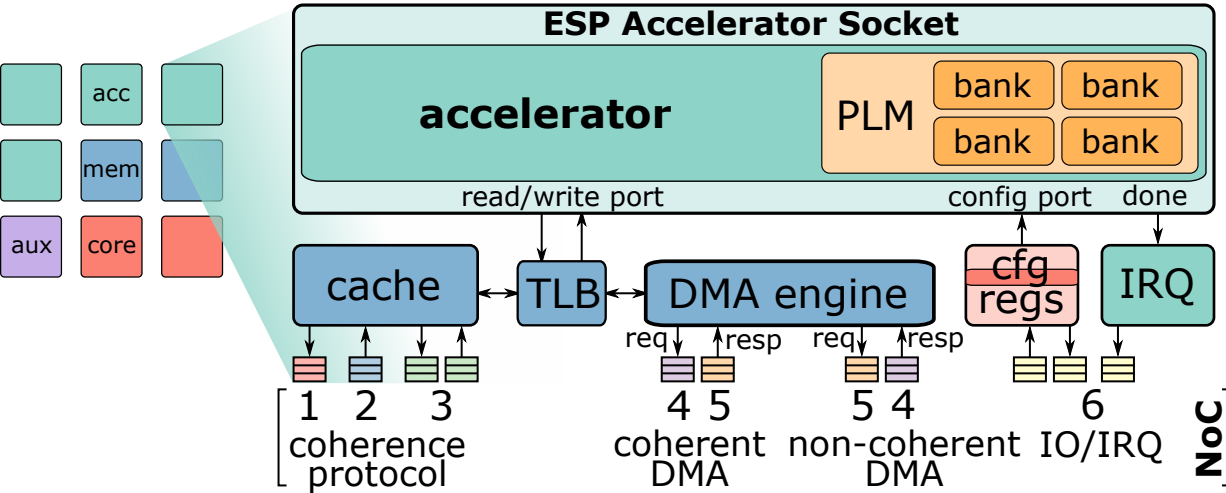 ESP Accelerator Socket
acc
mem
aux
core
accelerator
PLM
bank
bank
bank
bank
read/write port
config port
done
cache
TLB
DMA engine
cfg
regs
IRQ
req
resp
req
resp
1
2
3
4
5
5
4
6
coherence
protocol
coherent
DMA
non-coherent
DMA
IO/IRQ
NoC